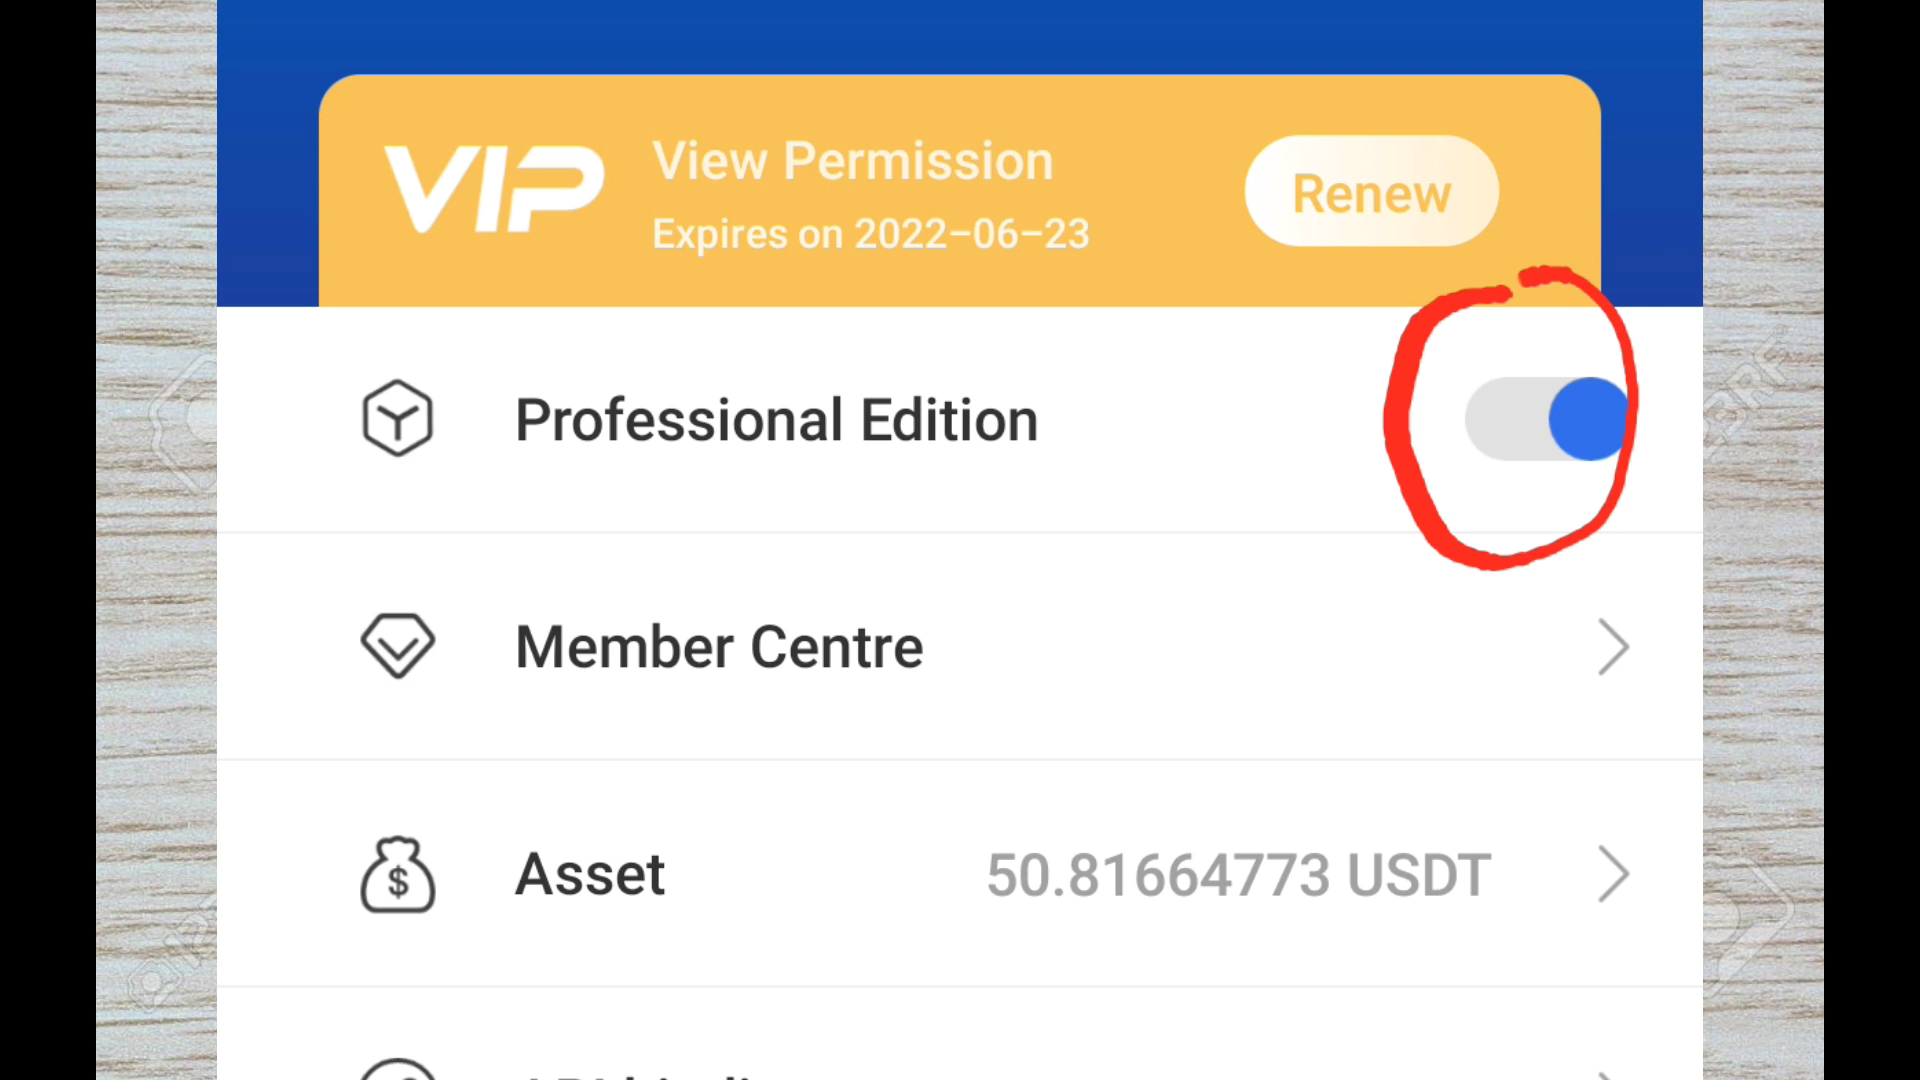 VIP
View Permission
Expires on 2022-06-23
Renew
Professional Edition
Member Centre
Asset
50.81664773 USDT